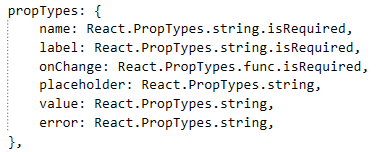 propTypes: {
    name: React.PropTypes.string.isRequired,
    label: React.PropTypes.string.isRequired,
    onChange: React.PropTypes.func.isRequired,
    placeholder: React.PropTypes.string,
    value: React.PropTypes.string,
    error: React.PropTypes.string,
},